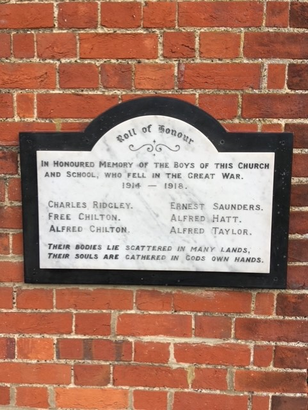 Roll of Honour
IN HONOURED MEMORY OF THE BOYS OF THIS CHURCH
AND SCHOOL, WHO FELL IN THE GREAT WAR.
1914 — 1918.
CHARLES RIDGLEY.
FREE CHILTON.
ALFRED CHILTON.
ERNEST SAUNDERS.
ALFRED HATT.
ALFRED TAYLOR.
THEIR BODIES LIE SCATTERED IN MANY LANDS,
THEIR SOULS ARE GATHERED IN GODS OWN HANDS.